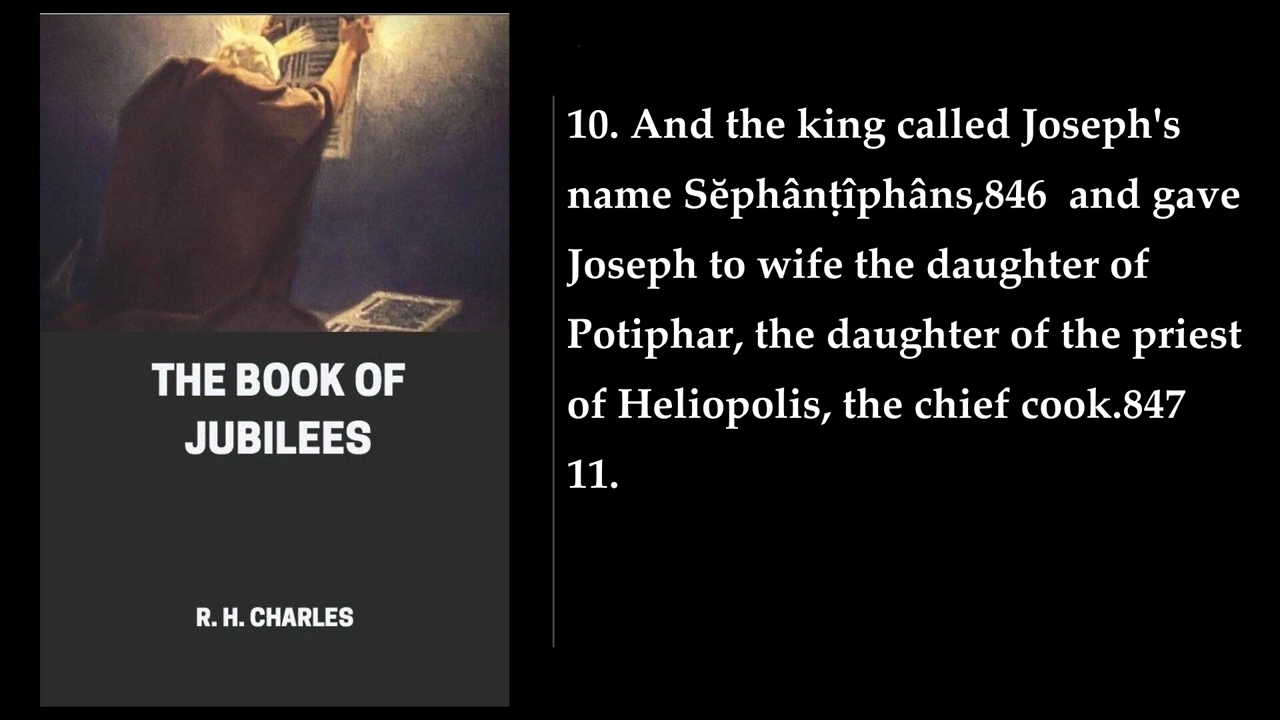 THE BOOK OF
JUBILEES
R. H. CHARLES
10. And the king called Joseph's
name Sĕphânṭîphâns,846  and gave
Joseph to wife the daughter of
Potiphar, the daughter of the priest
of Heliopolis, the chief cook.847
11.